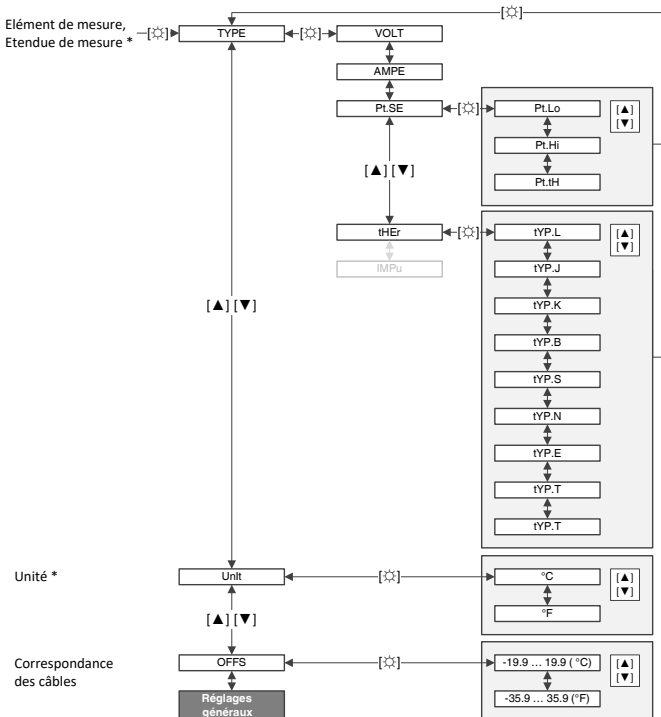 [☼]
Elément de mesure,
Etendue de mesure *
[☼] TYPE [☼] VOLT
AMPE
Pt.SE [☼] Pt.Lo [▲]
[▼]
Pt.Hi
Pt.tH
[▲] [▼]
tHEr [☼] tYP.L [▲]
[▼]
IMPu tYP.J
[▲] [▼] tYP.K
tYP.B
tYP.S
tYP.N
tYP.E
tYP.T
tYP.T
Unité * UnIt [☼] °C [▲]
[▼]
°F
[▲] [▼]
Correspondance
des câbles
OFFS [☼] -19.9 ... 19.9 ( °C) [▲]
[▼]
-35.9 ... 35.9 (°F)
Réglages
généraux